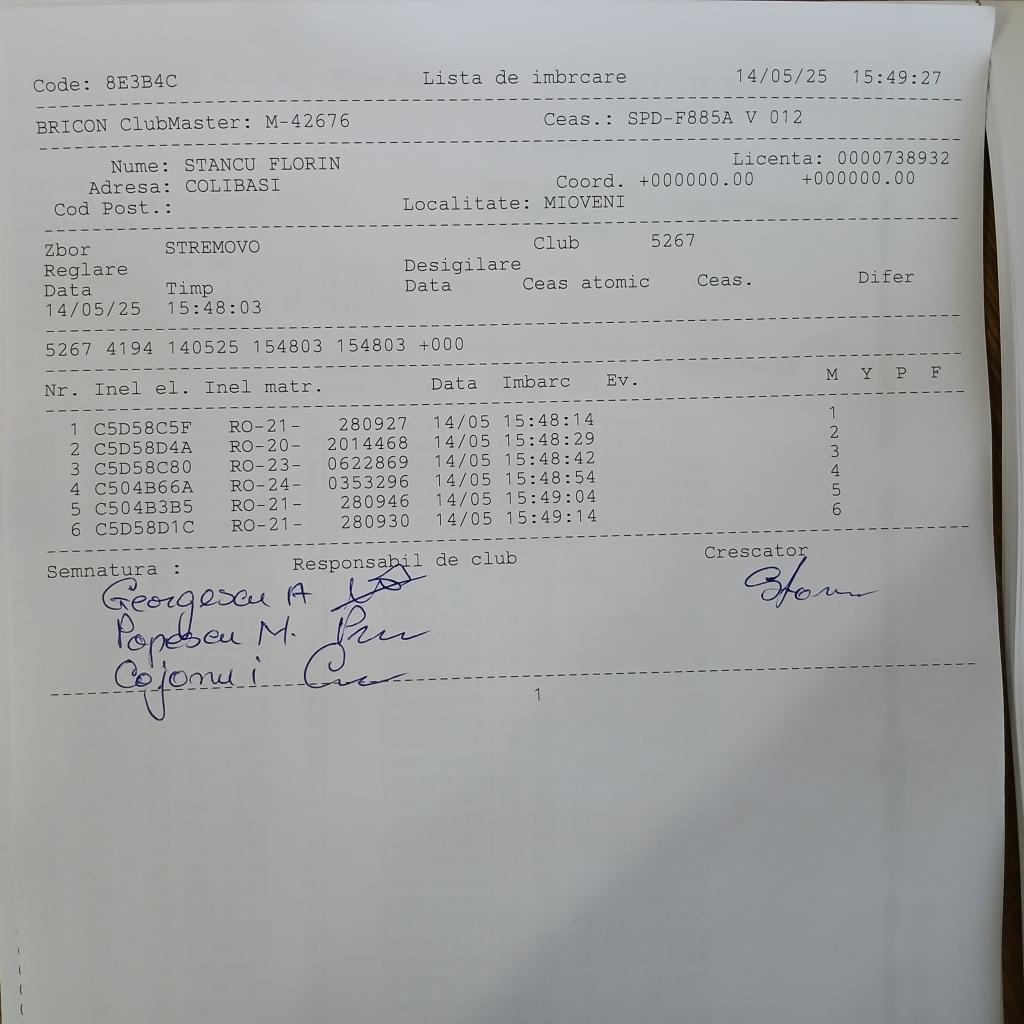 Code: 8E3B4C Lista de imbrcare 14/05/25 15:49:27
BRICON ClubMaster: M-42676 Ceas.: SPD-F885A V 012
Nume: STANCU FLORIN Licenta: 0000738932
Adresa: COLIBASI Coord. +000000.00 +000000.00
Cod Post.: Localitate: MIOVENI
Zbor STREMOVO Club 5267
Reglare Desigilare
Data Timp Data Ceas atomic Ceas. Difer
14/05/25 15:48:03
5267 4194 140525 154803 154803 +000
Nr. Inel el. Inel matr. Data Imbarc Ev. M Y P F
1 C5D58C5F RO-21- 280927 14/05 15:48:14 1
2 C5D58D4A RO-20- 2014468 14/05 15:48:29 2
3 C5D58C80 RO-23- 0622869 14/05 15:48:42 3
4 C504B66A RO-24- 0353296 14/05 15:48:54 4
5 C504B3B5 RO-21- 280946 14/05 15:49:04 5
6 C5D58D1C RO-21- 280930 14/05 15:49:14 6
Semnatura : Responsabil de club Crescator
Georgescu A
Popescu M.
1